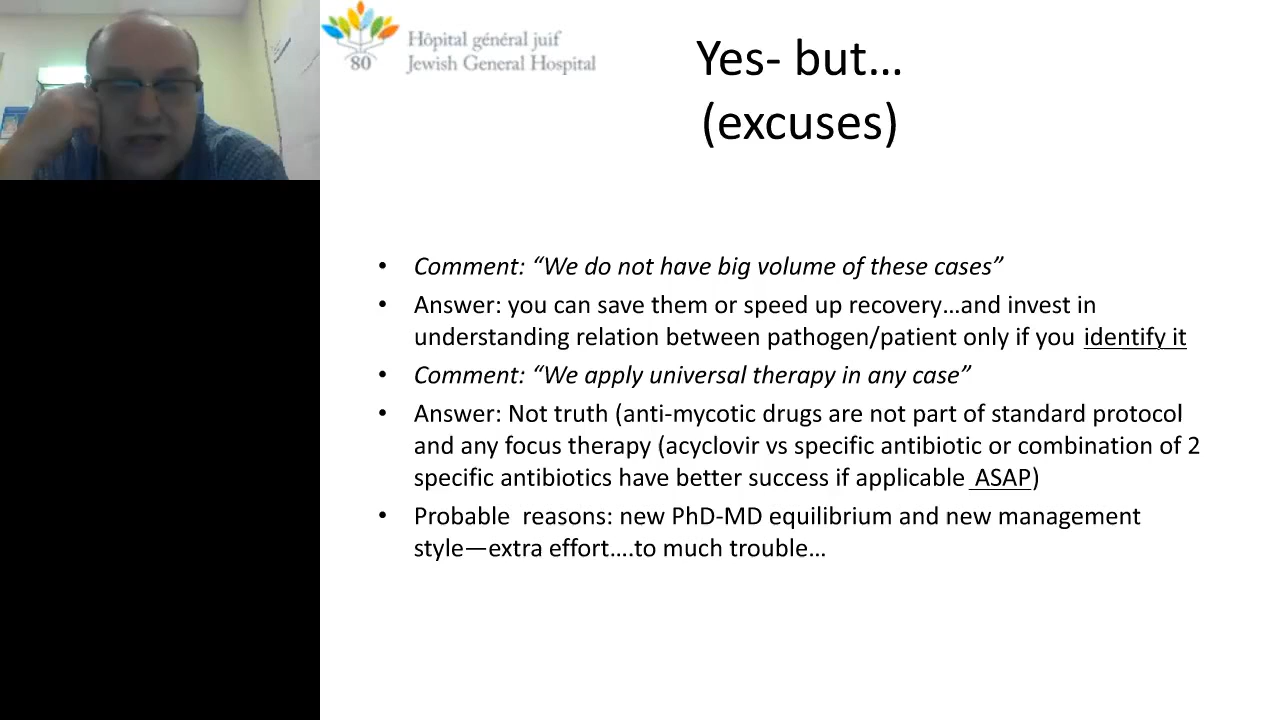 80
Hôpital général juif
Jewish General Hospital
Yes- but…
(excuses)
• Comment: “We do not have big volume of these cases”
• Answer: you can save them or speed up recovery…and invest in
understanding relation between pathogen/patient only if you identify it
• Comment: “We apply universal therapy in any case”
• Answer: Not truth (anti-mycotic drugs are not part of standard protocol
and any focus therapy (acyclovir vs specific antibiotic or combination of 2
specific antibiotics have better success if applicable ASAP)
• Probable reasons: new PhD-MD equilibrium and new management
style—extra effort….to much trouble…